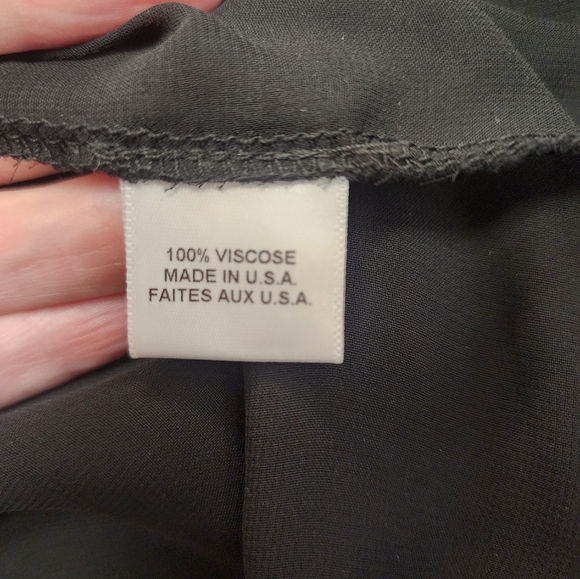 100% VISCOSE
MADE IN U.S.A.
FAITES AUX U.S.A.